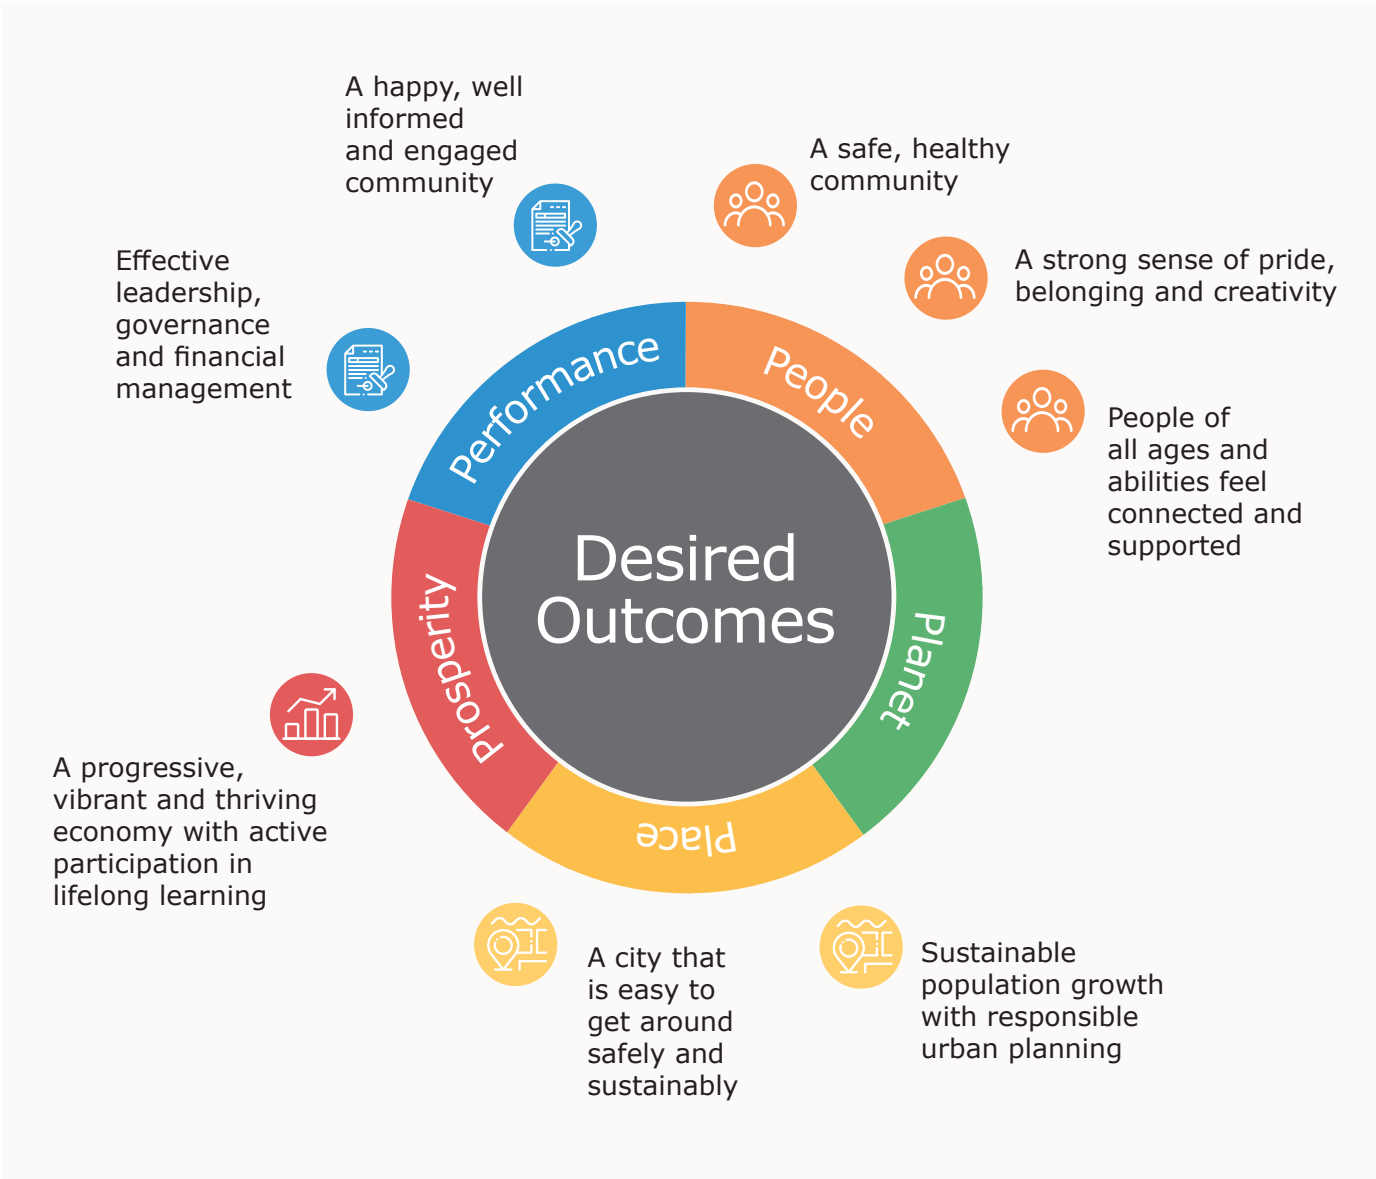 A happy, well
informed
and engaged
community
A safe, healthy
community
Effective
leadership,
governance
and financial
management
A strong sense of pride,
belonging and creativity
People of
all ages and
abilities feel
connected and
supported
Performance
People
Planet
Place
Prosperity
Desired
Outcomes
A progressive,
vibrant and thriving
economy with active
participation in
lifelong learning
A city that
is easy to
get around
safely and
sustainably
Sustainable
population growth
with responsible
urban planning